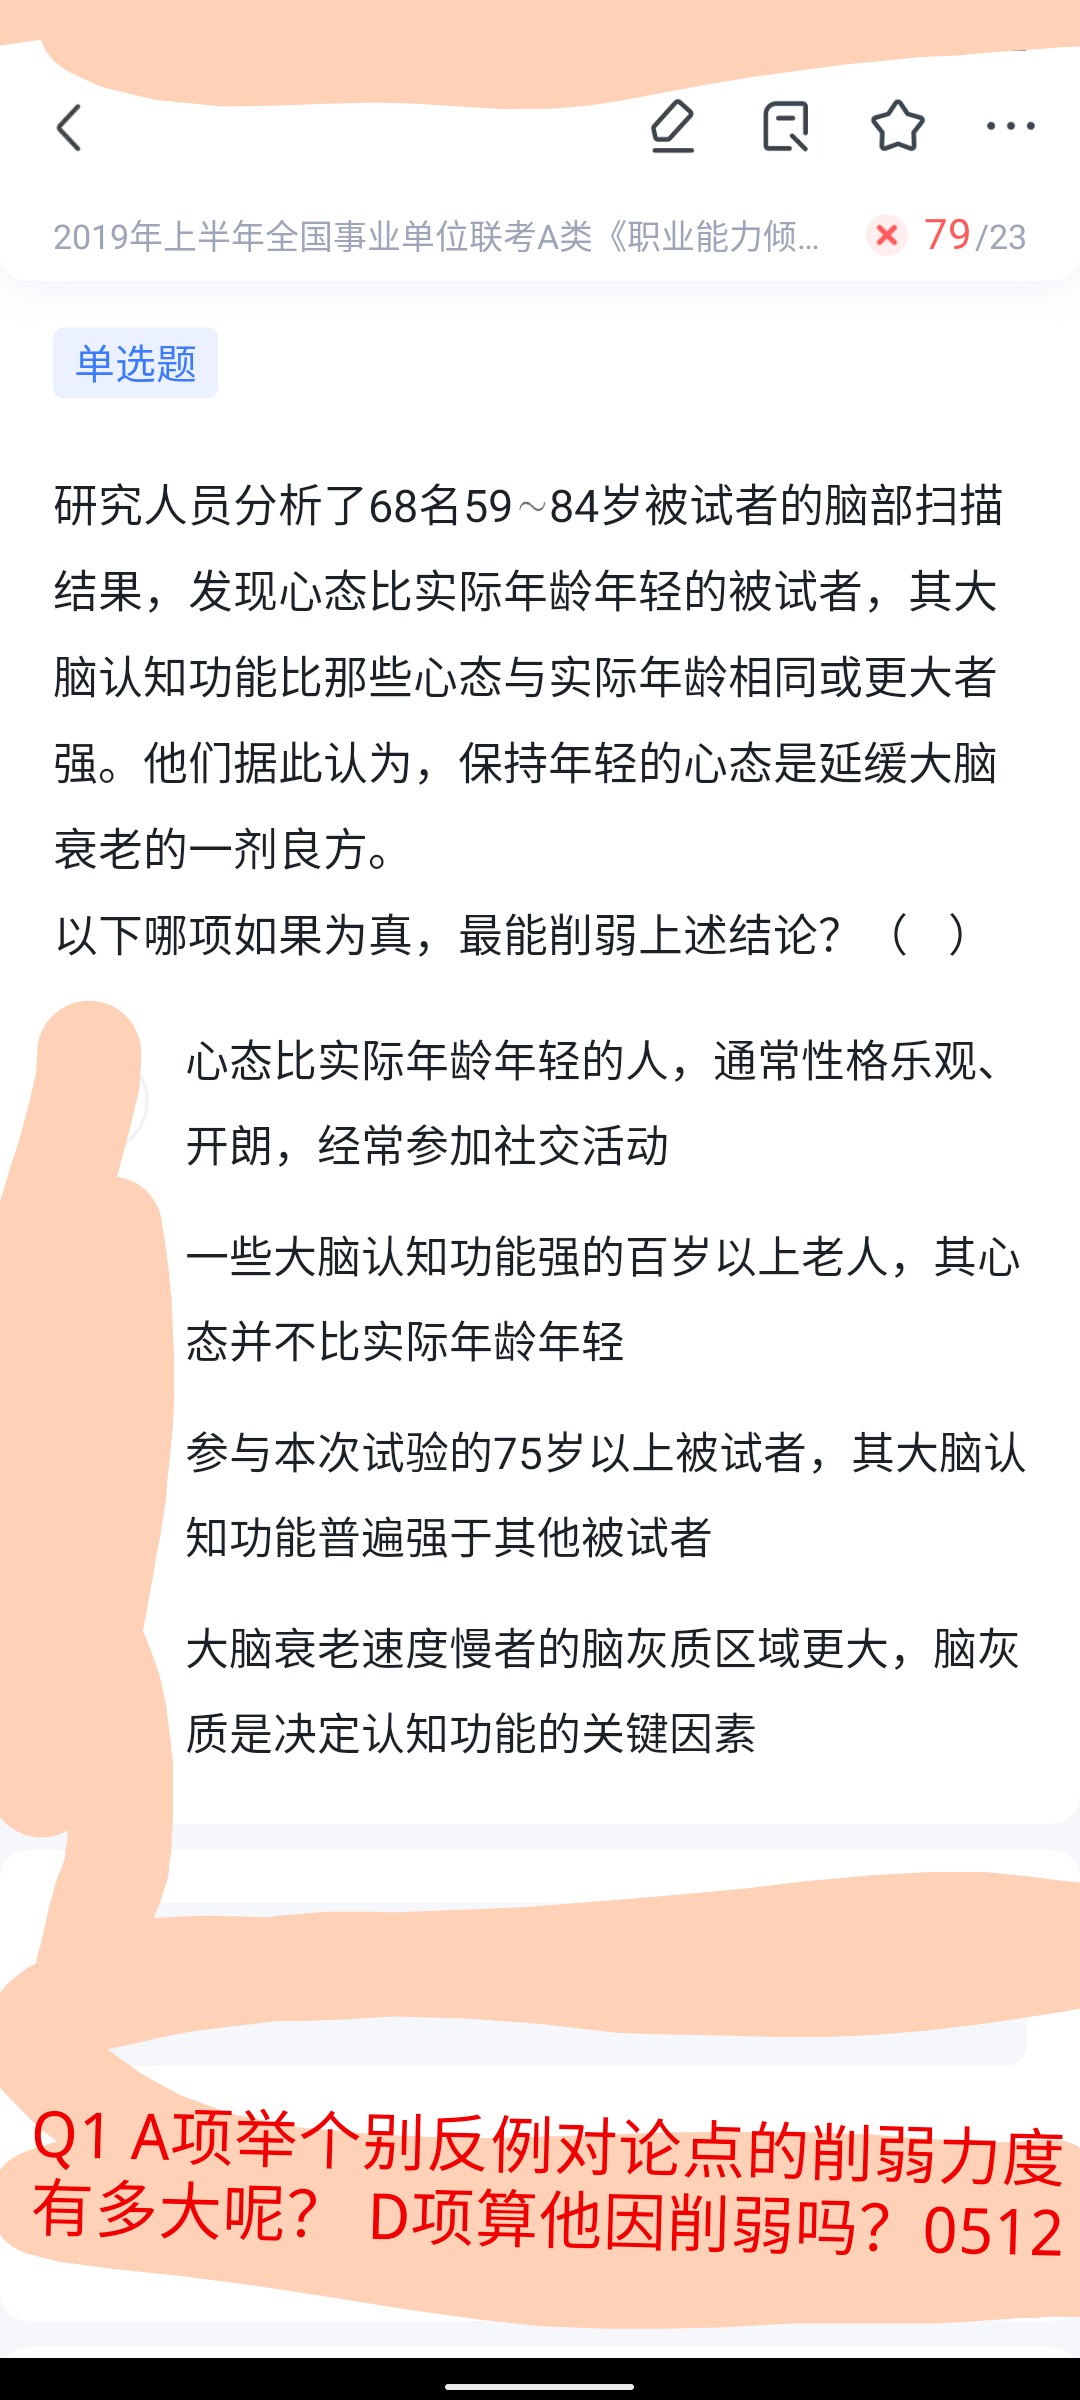 2019年上半年全国事业单位联考A类《职业能力倾... 79/23
单选题
研究人员分析了68名59~84岁被试者的脑部扫描
结果，发现心态比实际年龄年轻的被试者，其大
脑认知功能比那些心态与实际年龄相同或更大者
强。他们据此认为，保持年轻的心态是延缓大脑
衰老的一剂良方。
以下哪项如果为真，最能削弱上述结论？（ ）
心态比实际年龄年轻的人，通常性格乐观、
开朗，经常参加社交活动
一些大脑认知功能强的百岁以上老人，其心
态并不比实际年龄年轻
参与本次试验的75岁以上被试者，其大脑认
知功能普遍强于其他被试者
大脑衰老速度慢者的脑灰质区域更大，脑灰
质是决定认知功能的关键因素
Q1 A项举个别反例对论点的削弱力度
有多大呢？ D项算他因削弱吗？0512